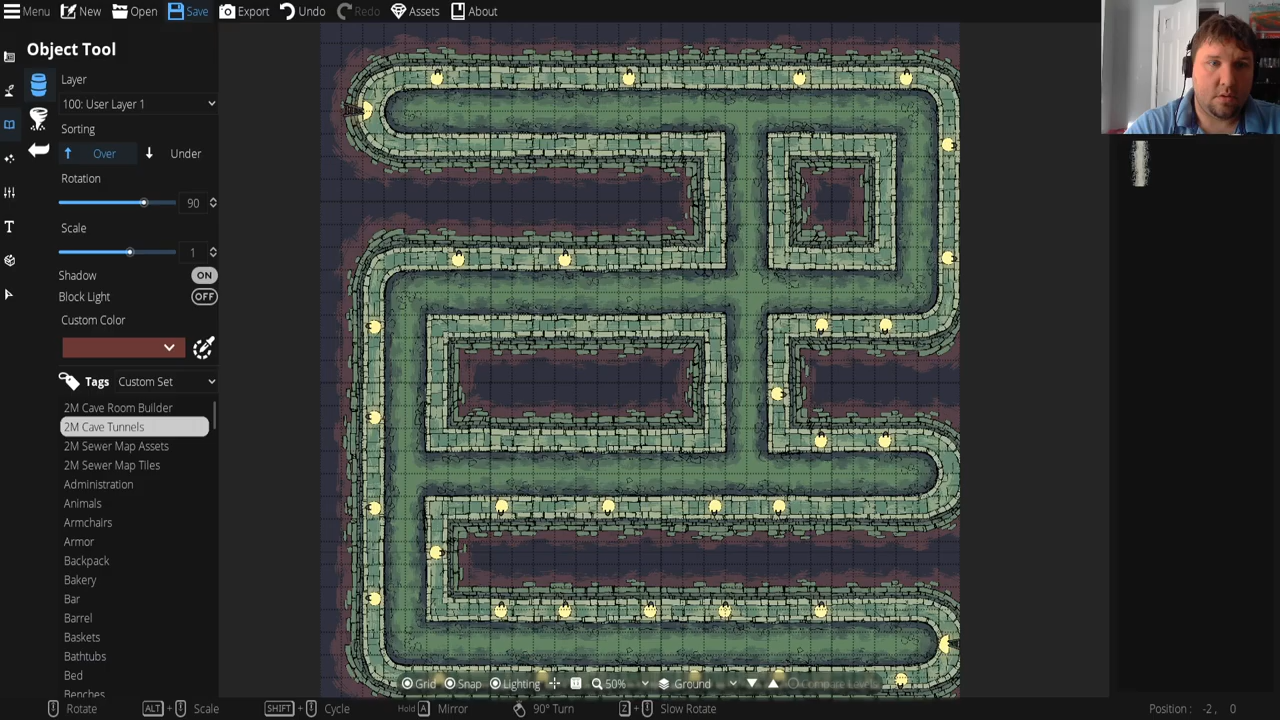 Menu New Open Save Export Undo Redo Assets About
Object Tool
Layer
100: User Layer 1
Sorting
Over Under
Rotation
90
Scale
1
Shadow ON
Block Light OFF
Custom Color
Tags Custom Set
2M Cave Room Builder
2M Cave Tunnels
2M Sewer Map Assets
2M Sewer Map Tiles
Administration
Animals
Armchairs
Armor
Backpack
Bakery
Bar
Barrel
Baskets
Bathtubs
Bed
Benches
Grid Snap Lighting 50% Ground Compare Levels
Rotate ALT + Scale SHIFT + Cycle Hold A Mirror 90° Turn Z + Slow Rotate Position : -2, 0